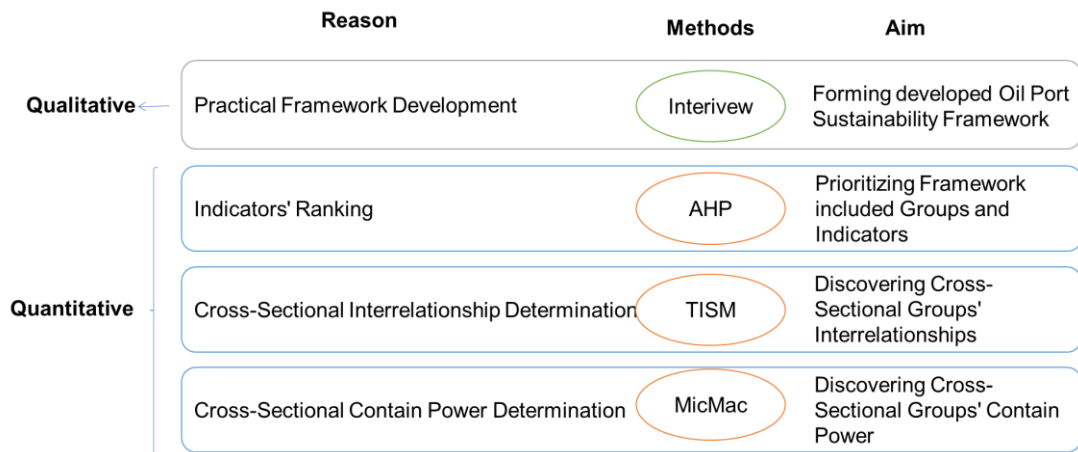 Reason Methods Aim
Qualitative
Practical Framework Development
Interivew
Forming developed Oil Port
Sustainability Framework
Quantitative
Indicators' Ranking
AHP
Prioritizing Framework
included Groups and
Indicators
Cross-Sectional Interrelationship Determination
TISM
Discovering Cross-
Sectional Groups'
Interrelationships
Cross-Sectional Contain Power Determination
MicMac
Discovering Cross-
Sectional Groups' Contain
Power